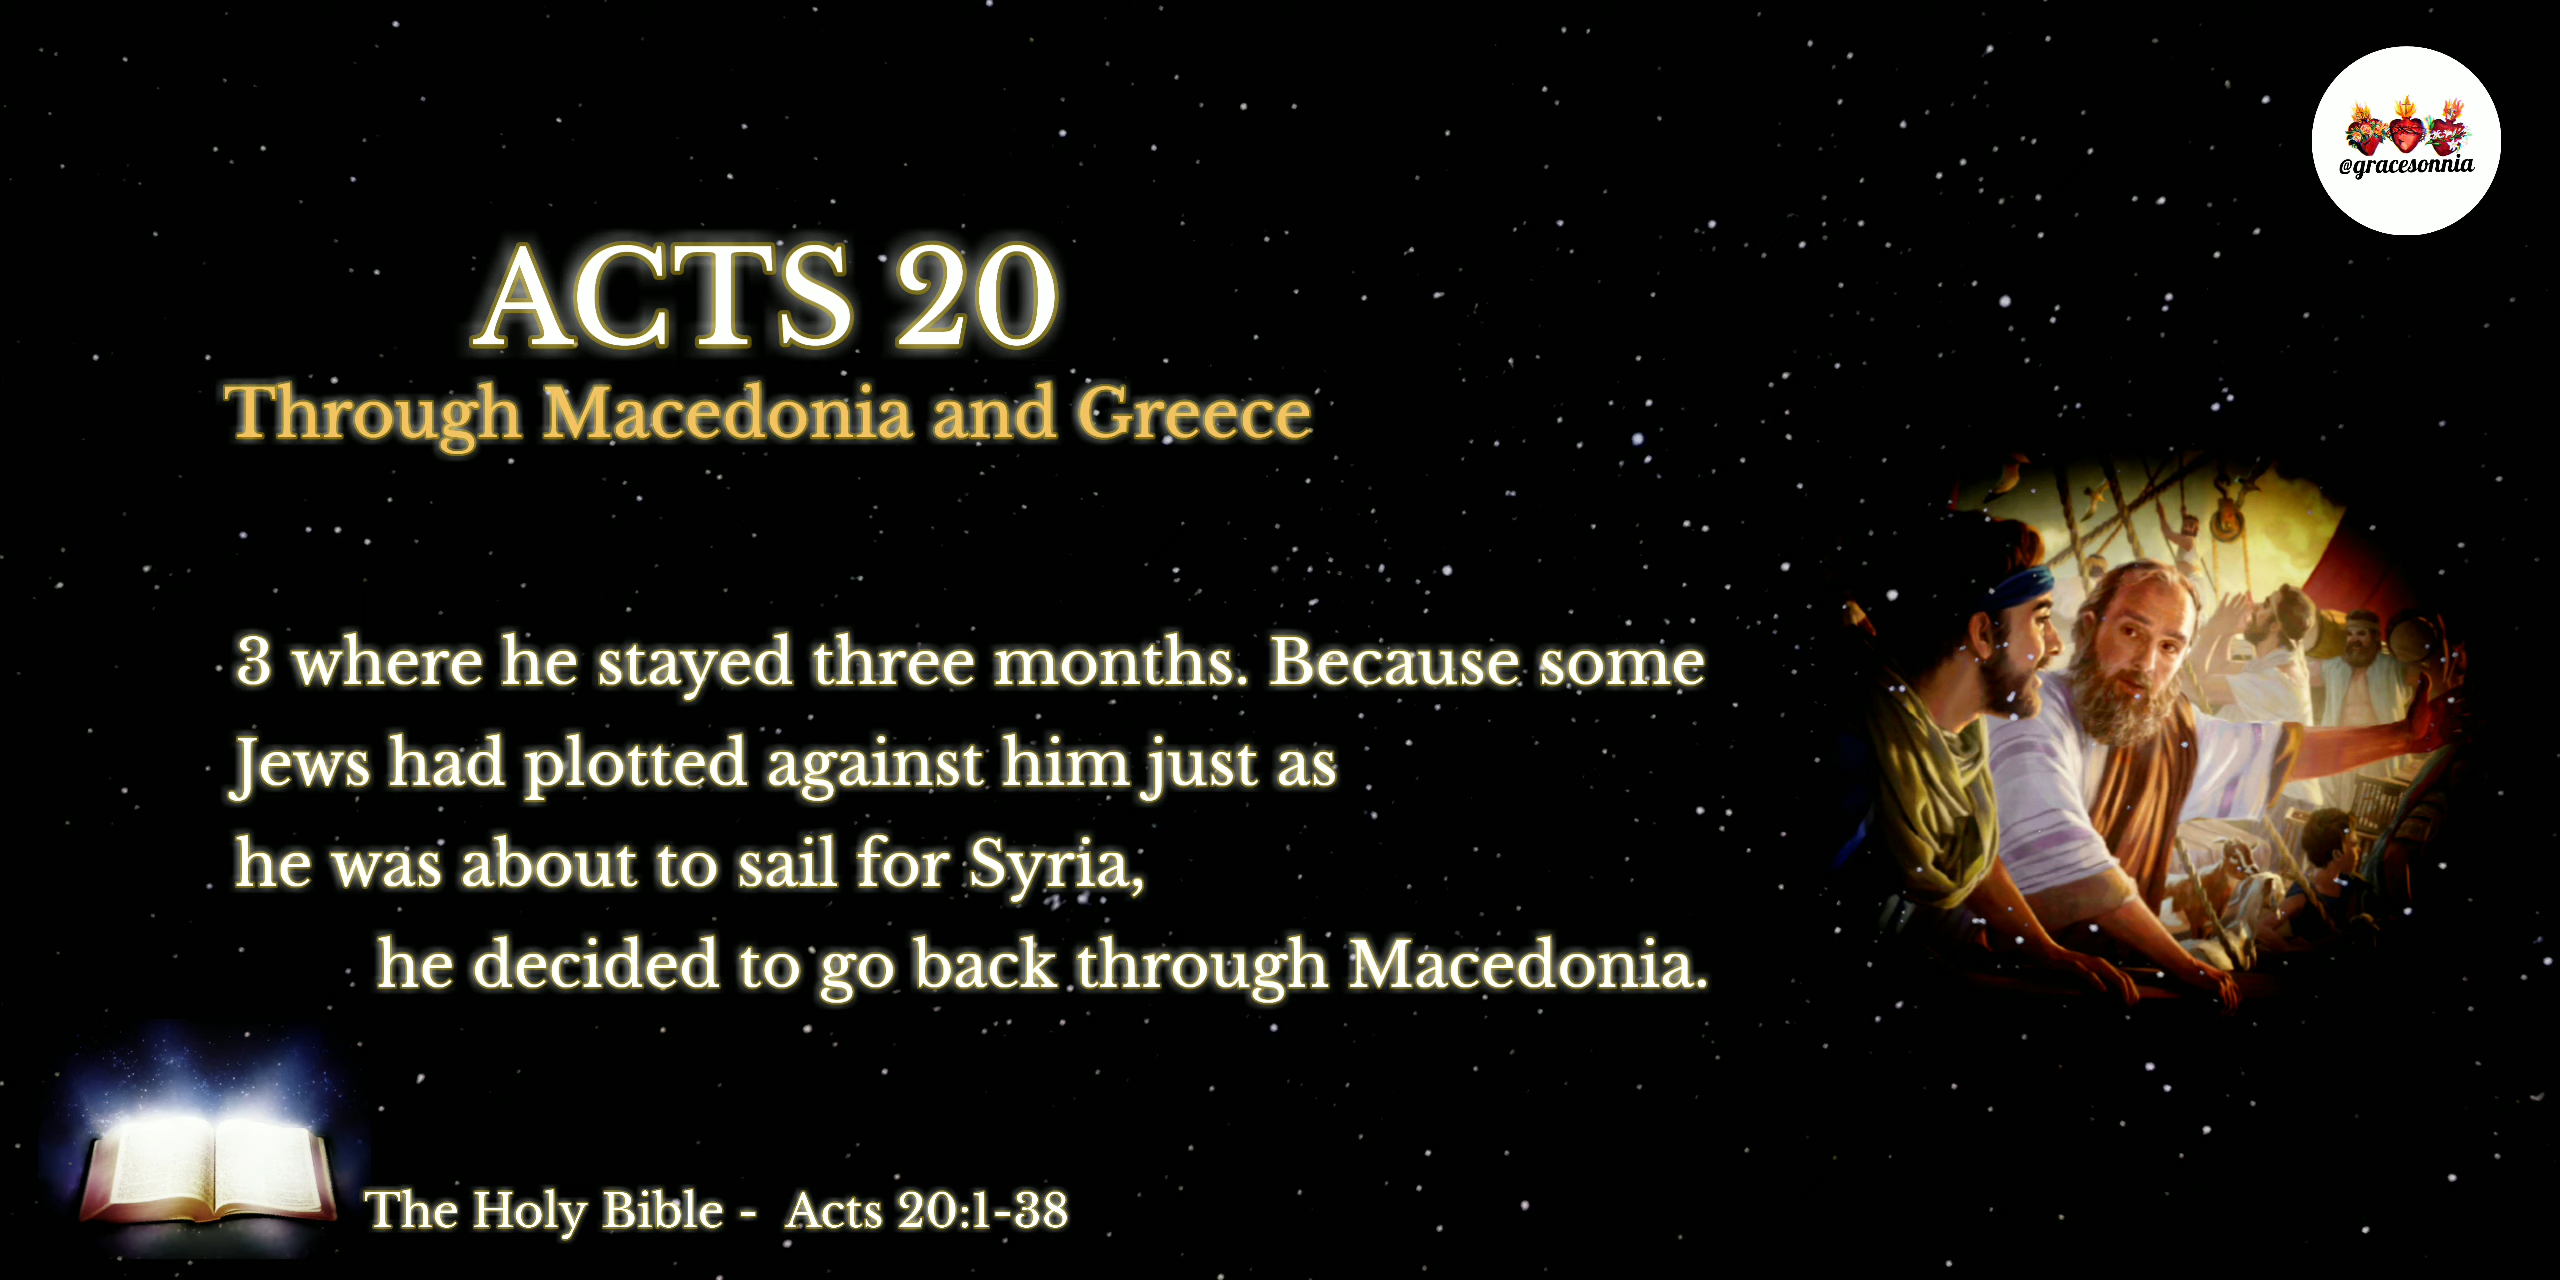 @gracesonnia
ACTS 20
Through Macedonia and Greece
3 where he stayed three months. Because some
Jews had plotted against him just as
he was about to sail for Syria,
he decided to go back through Macedonia.
The Holy Bible -  Acts 20:1-38